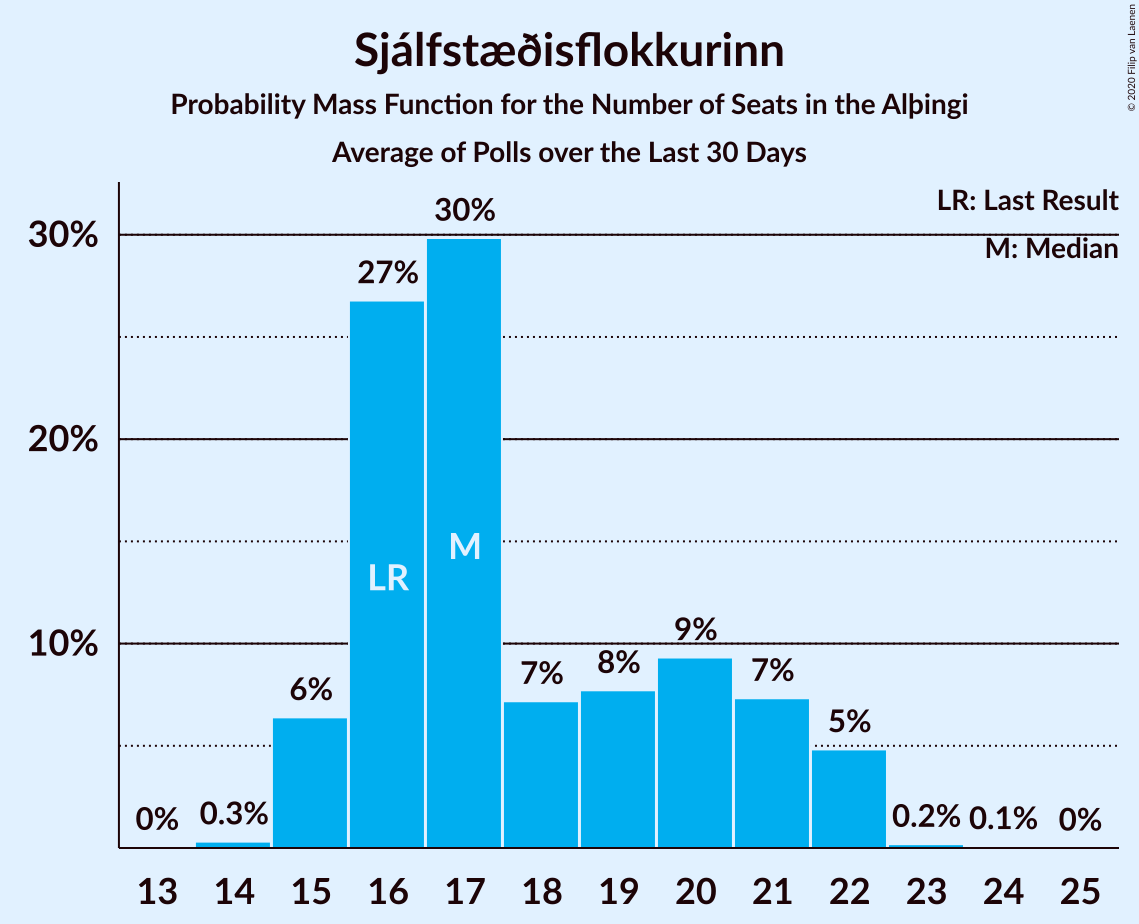 Sjálfstæðisflokkurinn
Probability Mass Function for the Number of Seats in the Alþingi
Average of Polls over the Last 30 Days
© 2020 Filip van Laenen
LR: Last Result
M: Median
30%
20%
10%
0%
0.3%
6%
27%
30%
7%
8%
9%
7%
5%
0.2%
0.1%
0%
LR
M
13 14 15 16 17 18 19 20 21 22 23 24 25